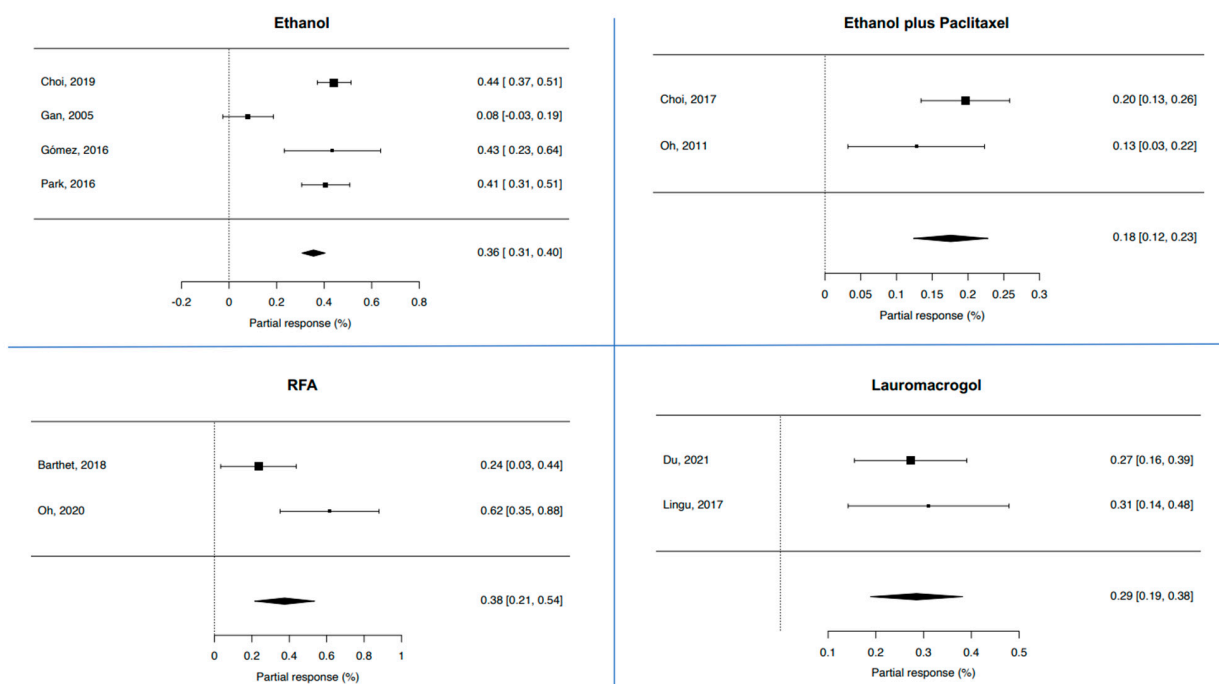 Ethanol
Choi, 2019 0.44 [ 0.37, 0.51]
Gan, 2005 0.08 [-0.03, 0.19]
Gómez, 2016 0.43 [ 0.23, 0.64]
Park, 2016 0.41 [ 0.31, 0.51]
0.36 [ 0.31, 0.40]
-0.2 0 0.2 0.4 0.6 0.8
Partial response (%)
Ethanol plus Paclitaxel
Choi, 2017 0.20 [0.13, 0.26]
Oh, 2011 0.13 [0.03, 0.22]
0.18 [0.12, 0.23]
0 0.05 0.1 0.15 0.2 0.25 0.3
Partial response (%)
RFA
Barthet, 2018 0.24 [0.03, 0.44]
Oh, 2020 0.62 [0.35, 0.88]
0.38 [0.21, 0.54]
0 0.2 0.4 0.6 0.8 1
Partial response (%)
Lauromacrogol
Du, 2021 0.27 [0.16, 0.39]
Lingu, 2017 0.31 [0.14, 0.48]
0.29 [0.19, 0.38]
0.1 0.2 0.3 0.4 0.5
Partial response (%)